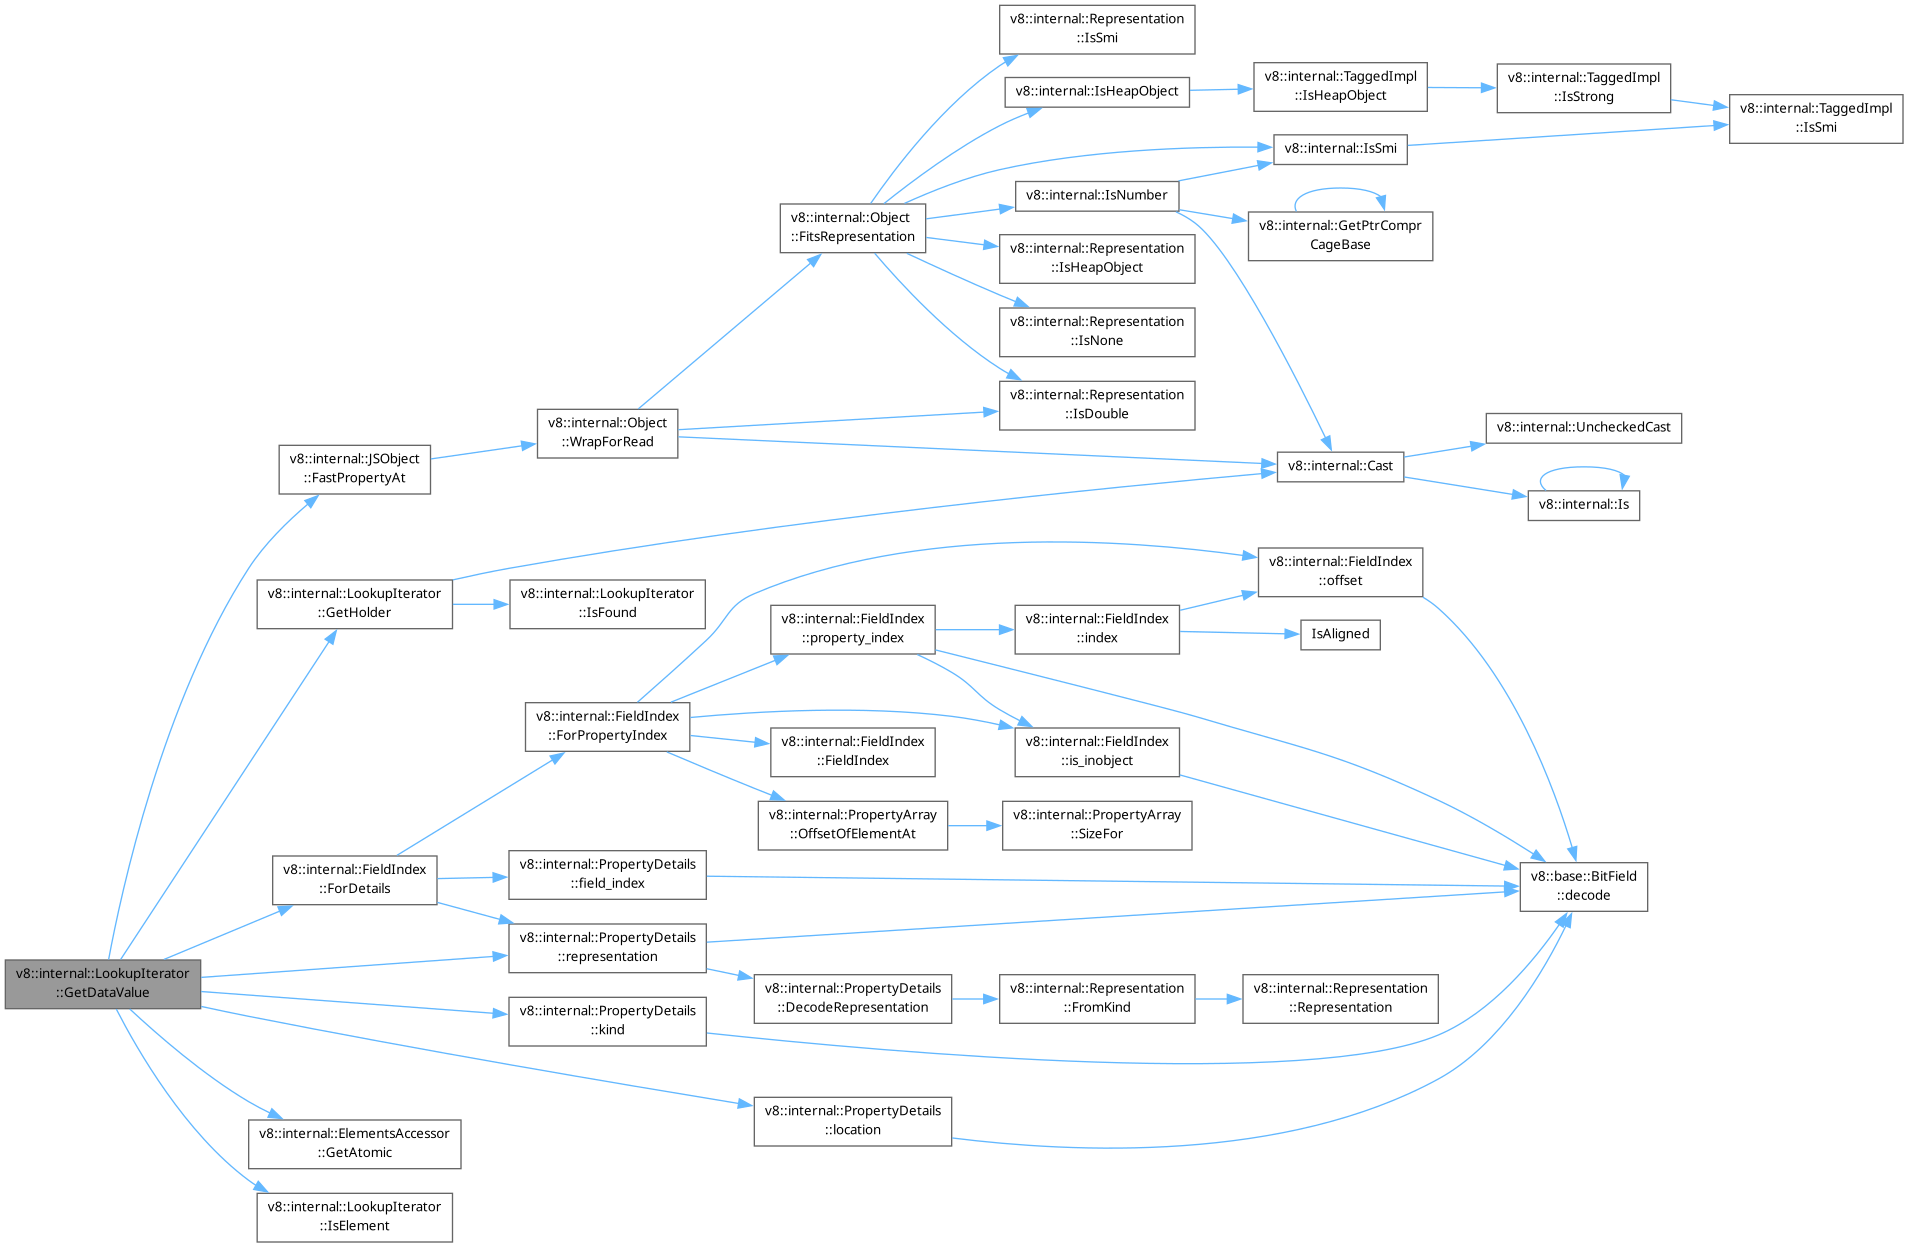 v8::internal::Representation
::IsSmi
v8::internal::IsHeapObject
v8::internal::TaggedImpl
::IsHeapObject
v8::internal::TaggedImpl
::IsStrong
v8::internal::TaggedImpl
::IsSmi
v8::internal::IsSmi
v8::internal::Object
::FitsRepresentation
v8::internal::IsNumber
v8::internal::GetPtrCompr
CageBase
v8::internal::Representation
::IsHeapObject
v8::internal::Representation
::IsNone
v8::internal::Representation
::IsDouble
v8::internal::Object
::WrapForRead
v8::internal::UncheckedCast
v8::internal::JSObject
::FastPropertyAt
v8::internal::Cast
v8::internal::Is
v8::internal::FieldIndex
::offset
v8::internal::LookupIterator
::GetHolder
v8::internal::LookupIterator
::IsFound
v8::internal::FieldIndex
::property_index
v8::internal::FieldIndex
::index
IsAligned
v8::internal::FieldIndex
::ForPropertyIndex
v8::internal::FieldIndex
::FieldIndex
v8::internal::FieldIndex
::is_inobject
v8::internal::PropertyArray
::OffsetOfElementAt
v8::internal::PropertyArray
::SizeFor
v8::internal::FieldIndex
::ForDetails
v8::internal::PropertyDetails
::field_index
v8::base::BitField
::decode
v8::internal::PropertyDetails
::representation
v8::internal::LookupIterator
::GetDataValue
v8::internal::PropertyDetails
::DecodeRepresentation
v8::internal::Representation
::FromKind
v8::internal::Representation
::Representation
v8::internal::PropertyDetails
::kind
v8::internal::PropertyDetails
::location
v8::internal::ElementsAccessor
::GetAtomic
v8::internal::LookupIterator
::IsElement